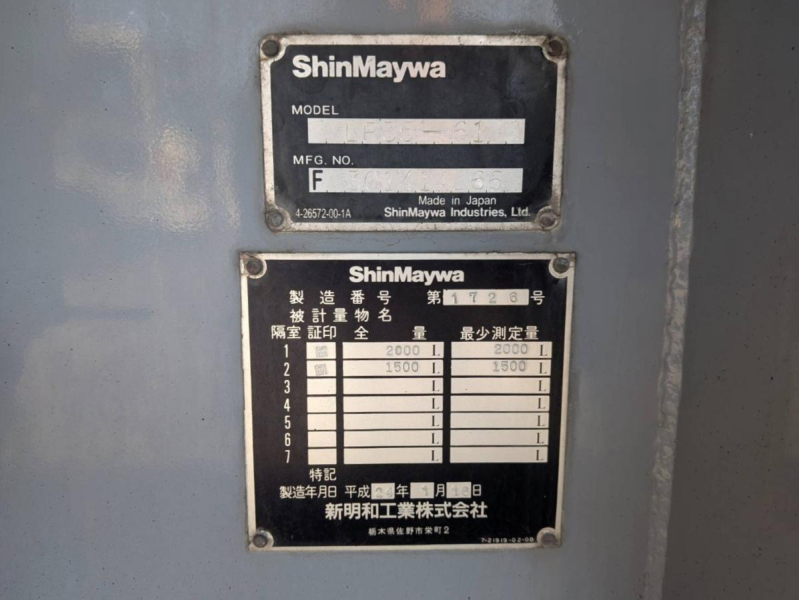 ShinMaywa
MODEL
MFG. NO.
F
Made in Japan
4-26572-00-1A ShinMaywa Industries, Ltd.
ShinMaywa
製造番号 第1726号
被計量物名
隔室 証印 全量 最少測定量
1 2000 L 2000 L
2 1500 L 1500 L
3 L L
4 L L
5 L L
6 L L
7 L L
特記
製造年月日 平成 年 1月 日
新明和工業株式会社
栃木県佐野市栄町2